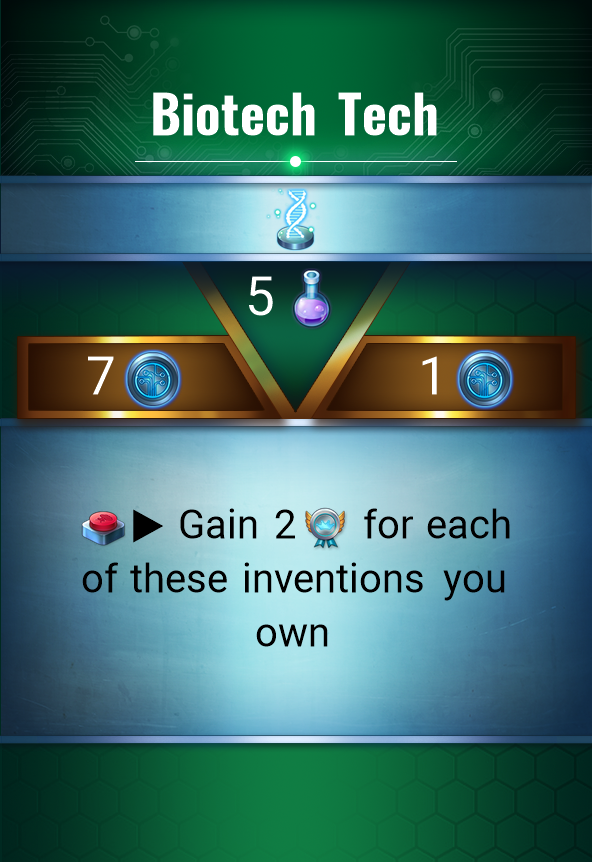 Biotech Tech
5
7
1
▶ Gain 2 for each
of these inventions you
own